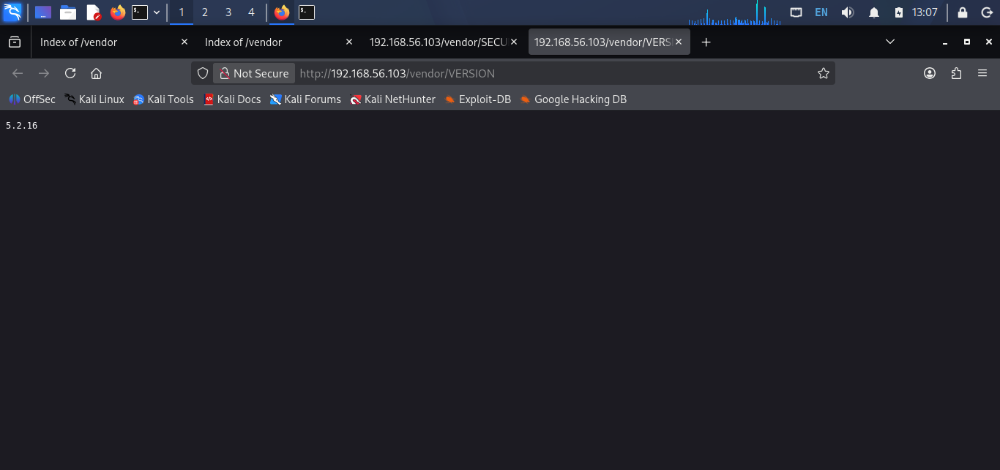 1 2 3 4 EN 13:07
Index of /vendor Index of /vendor 192.168.56.103/vendor/SECU 192.168.56.103/vendor/VERS
Not Secure http://192.168.56.103/vendor/VERSION
OffSec Kali Linux Kali Tools Kali Docs Kali Forums Kali NetHunter Exploit-DB Google Hacking DB
5.2.16